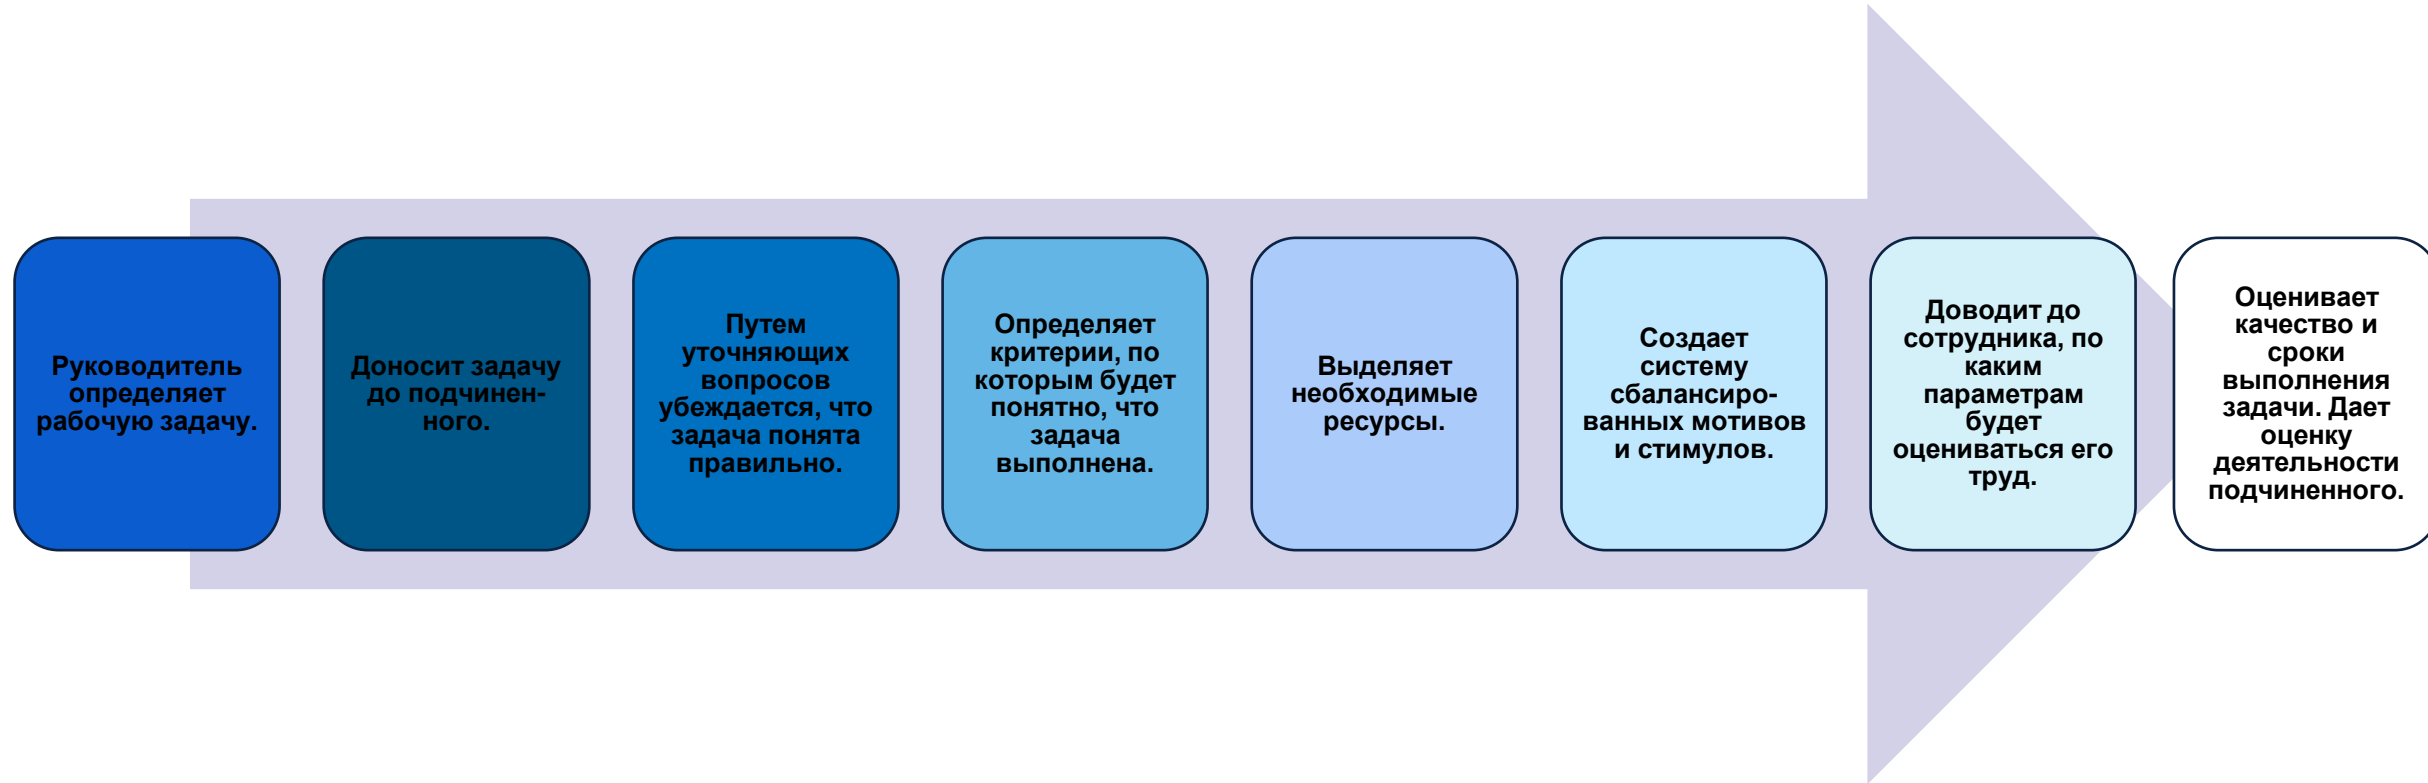 Руководитель
определяет
рабочую задачу.
Доносит задачу
до подчинен-
ного.
Путем
уточняющих
вопросов
убеждается, что
задача понята
правильно.
Определяет
критерии, по
которым будет
понятно, что
задача
выполнена.
Выделяет
необходимые
ресурсы.
Создает
систему
сбалансиро-
ванных мотивов
и стимулов.
Доводит до
сотрудника, по
каким
параметрам
будет
оцениваться его
труд.
Оценивает
качество и
сроки
выполнения
задачи. Дает
оценку
деятельности
подчиненного.